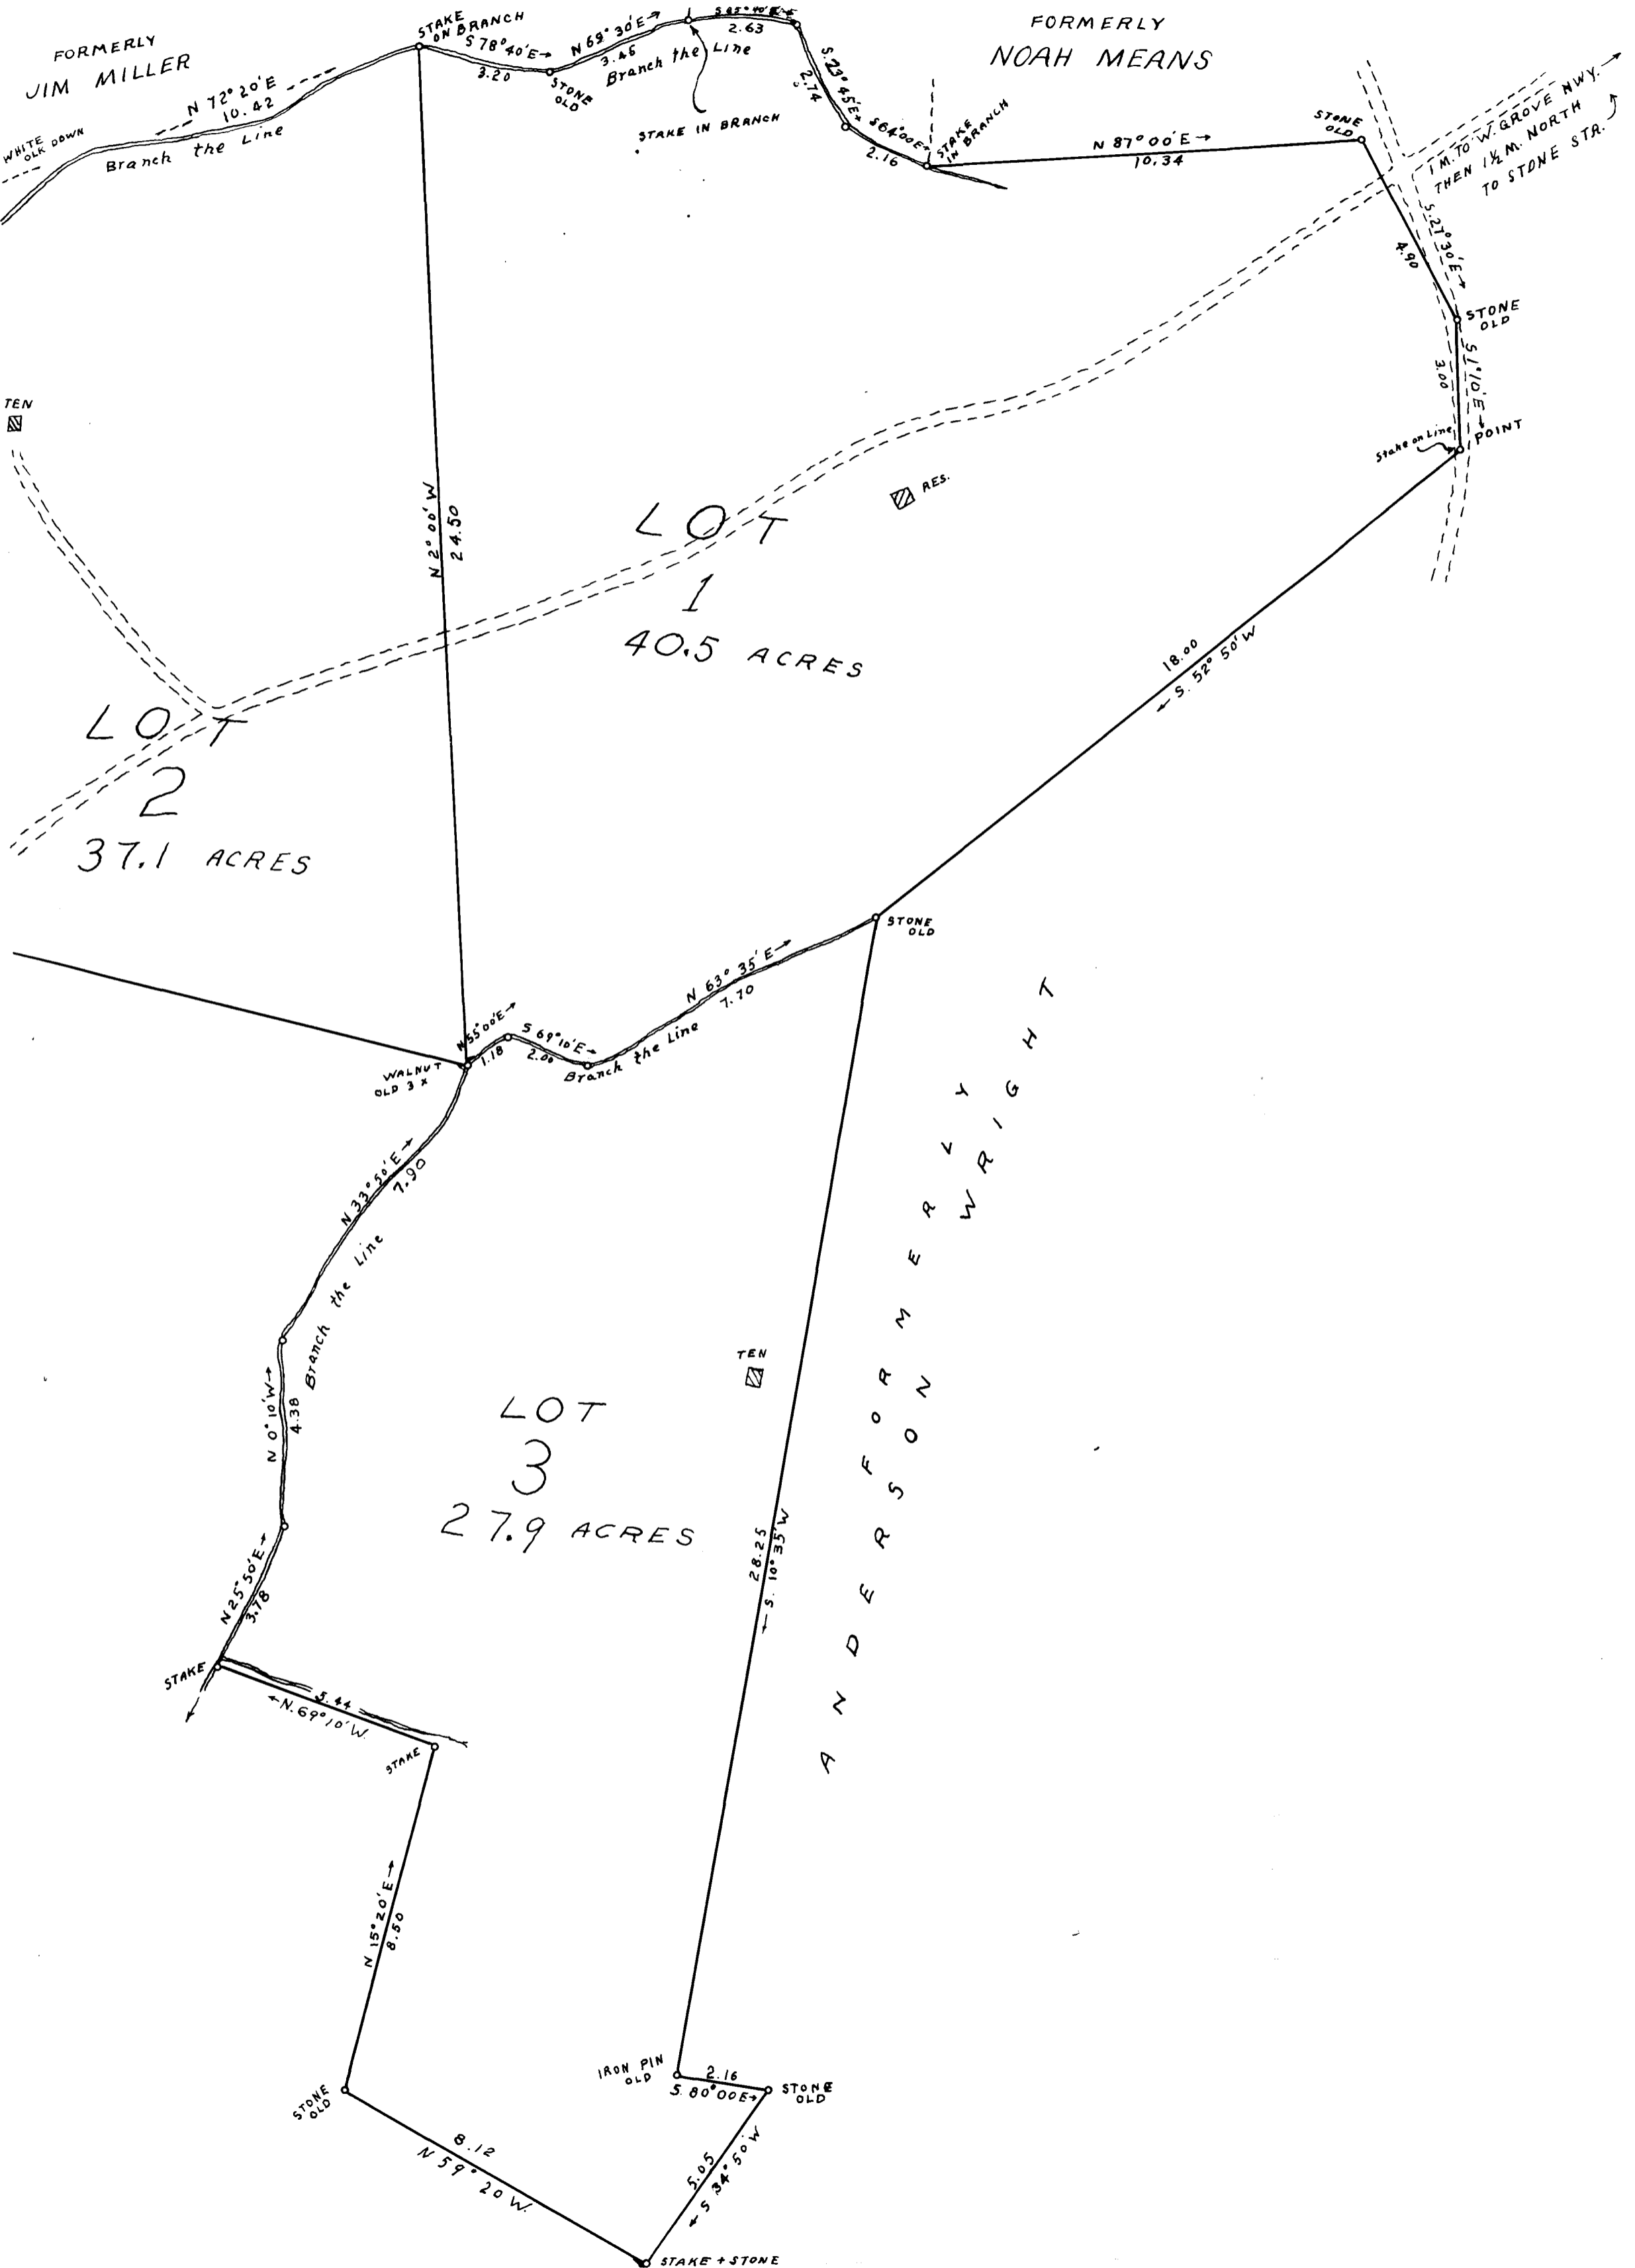 FORMERLY
JIM MILLER
N 72° 20' E
10.42
WHITE
OLK DOWN
Branch the Line
STAKE
ON BRANCH
S 78° 40' E →
3.20
STONE
OLD
N 69° 30' E →
3.46
Branch the Line
STAKE IN BRANCH
2.63
S. 23° 45' E →
2.74
S 64° 00' E →
2.16
STAKE
IN BRANCH
FORMERLY
NOAH MEANS
N 87° 00' E →
10.34
STONE
OLD
1 M. TO W. GROVE NWY. →
THEN 1 1/2 M. NORTH
TO STONE STR.
S. 27° 30' E →
4.90
STONE
OLD
S 1° 10' E →
3.00
Stake on Line
POINT
TEN
N 2° 00' W
24.50
RES.
LOT
1
40.5 ACRES
18.00
← S. 52° 50' W
LOT
2
37.1 ACRES
STONE
OLD
N 63° 35' E →
7.70
Branch the Line
N 55° 00' E →
1.18
S 69° 10' E →
2.00
WALNUT
OLD 3 X
N 33° 50' E →
7.90
Branch the Line
N 0° 10' W →
4.38
N 25° 50' E →
3.78
TEN
LOT
3
27.9 ACRES
28.25
← S. 10° 35' W
FORMERLY
ANDERSON WRIGHT
STAKE
5.44
← N. 69° 10' W.
STAKE
N 15° 20' E →
8.50
STONE
OLD
IRON PIN
OLD
2.16
S. 80° 00 E →
STONE
OLD
8.12
N 59° 20 W.
5.05
← S 34° 50' W
STAKE + STONE